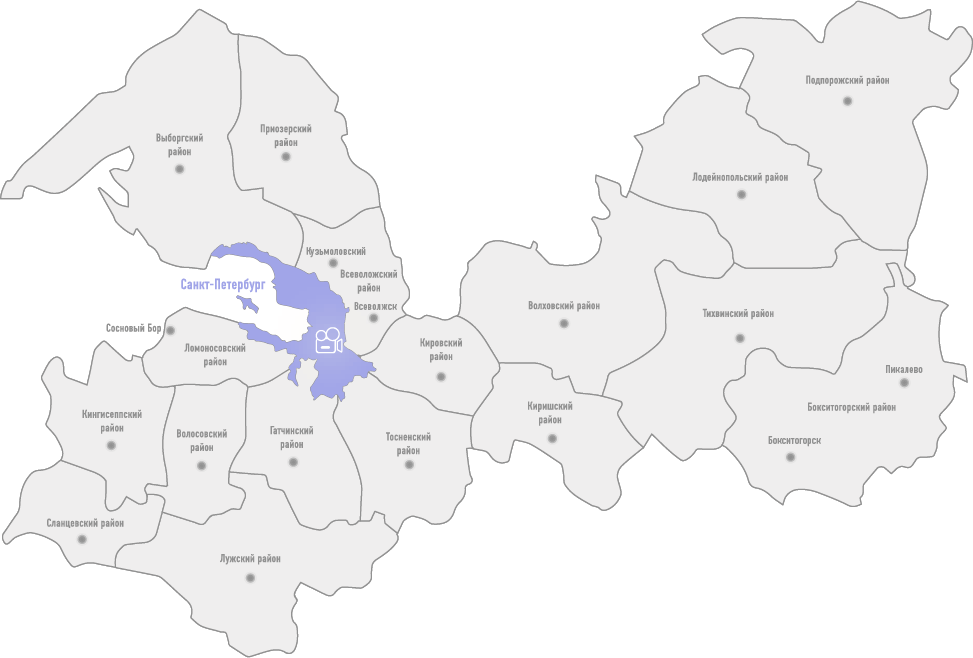 Подпорожский район
Приозерский
район
Выборгский
район
Лодейнопольский район
Кузьмоловский
Всеволожский
район
Санкт-Петербург
Всеволжск
Волховский район
Тихвинский район
Сосновый Бор
Ломоносовский
район
Кировский
район
Пикалево
Бокситогорский район
Киришский
район
Кингисеппский
район
Волосовский
район
Гатчинский
район
Тосненский
район
Бокситогорск
Сланцевский район
Лужский район